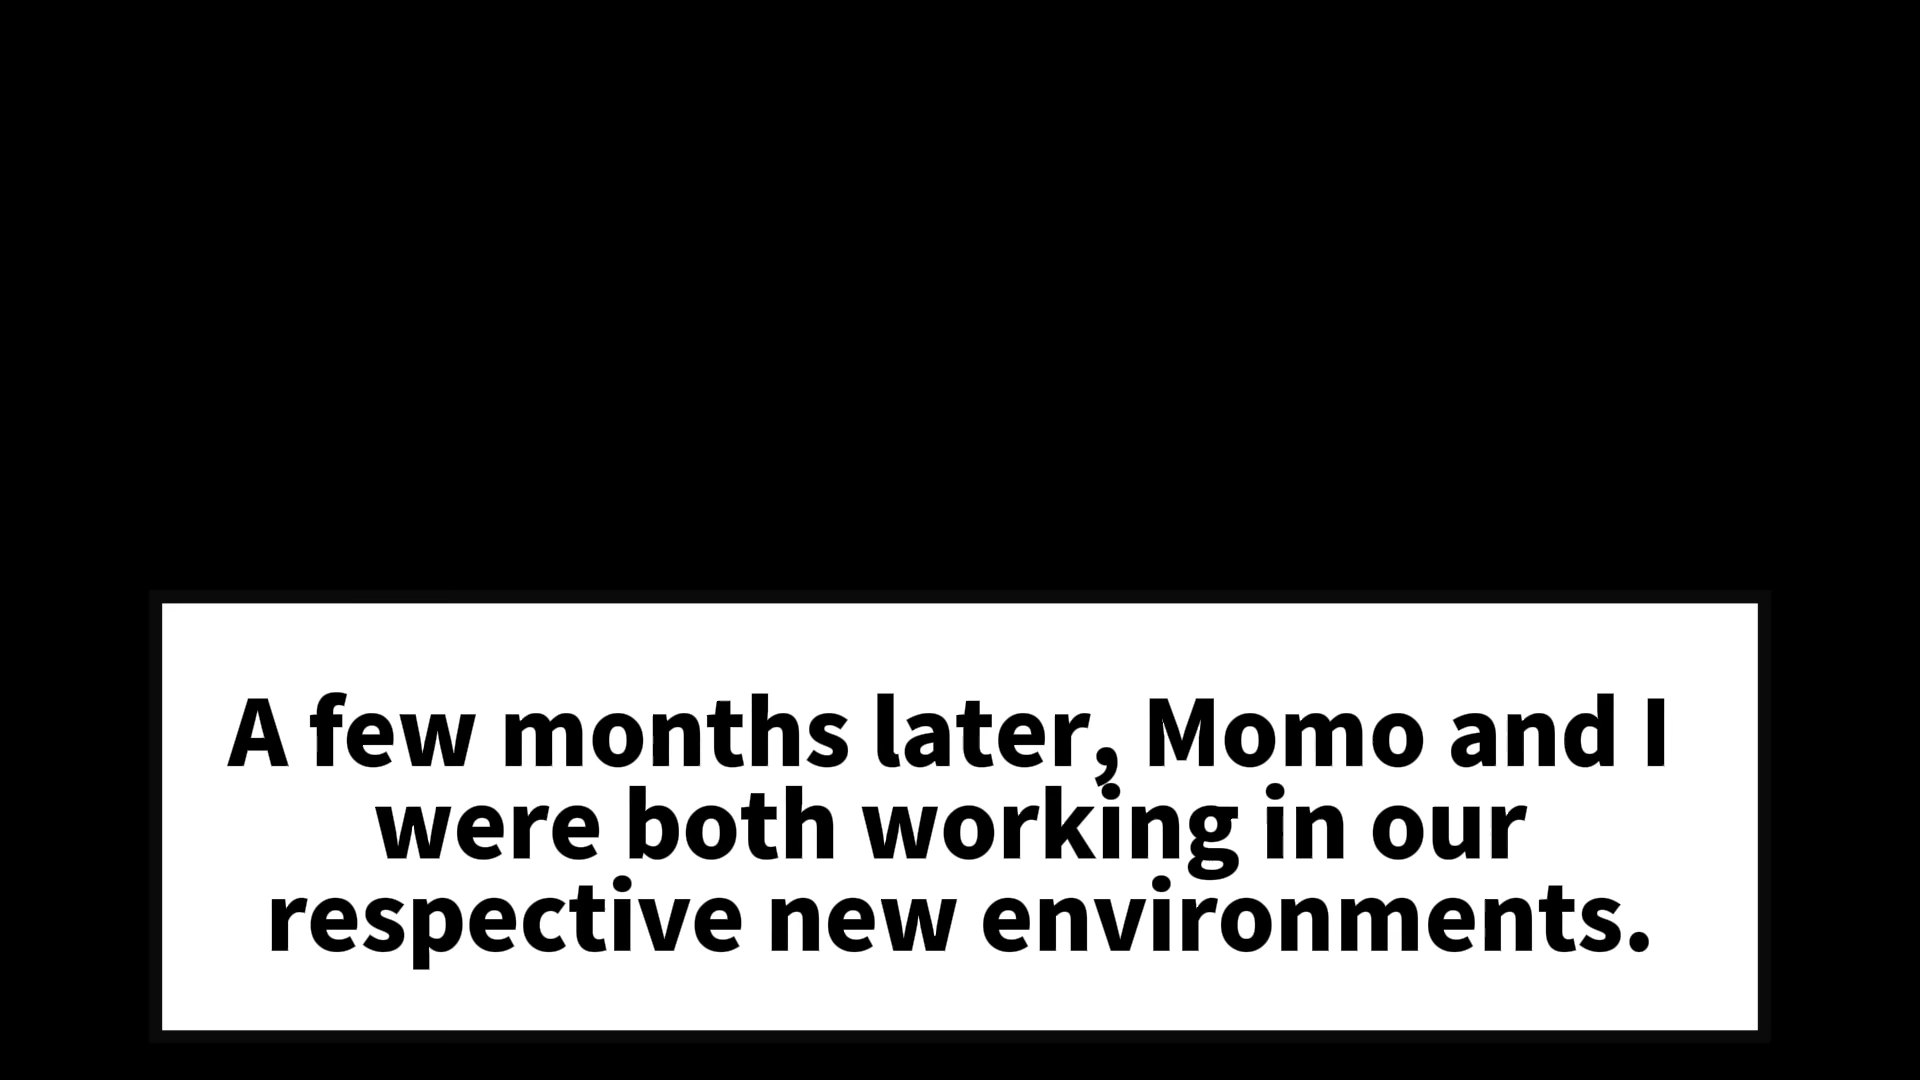 A few months later, Momo and I
were both working in our
respective new environments.